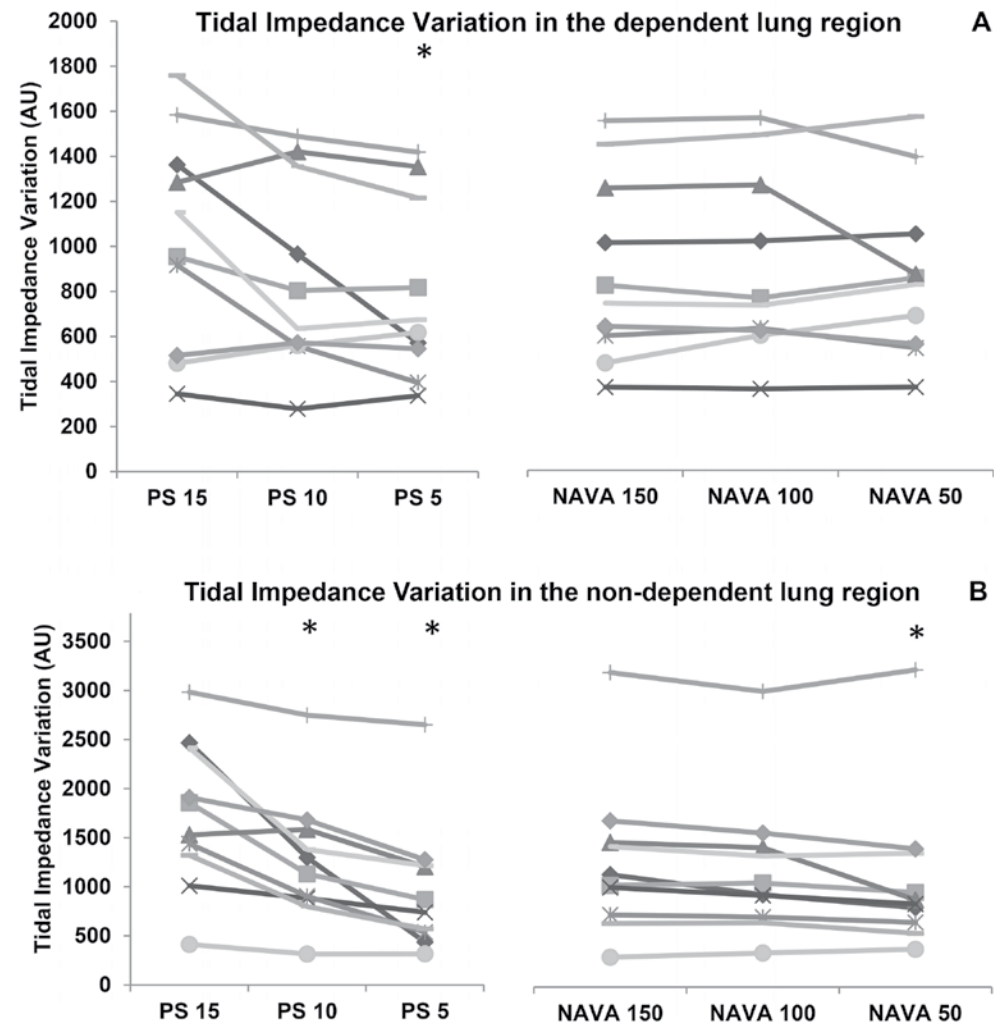 Tidal Impedance Variation in the dependent lung region A
*
Tidal Impedance Variation (AU)
2000
1800
1600
1400
1200
1000
800
600
400
200
0
PS 15 PS 10 PS 5 NAVA 150 NAVA 100 NAVA 50
Tidal Impedance Variation in the non-dependent lung region B
* * *
Tidal Impedance Variation (AU)
3500
3000
2500
2000
1500
1000
500
0
PS 15 PS 10 PS 5 NAVA 150 NAVA 100 NAVA 50